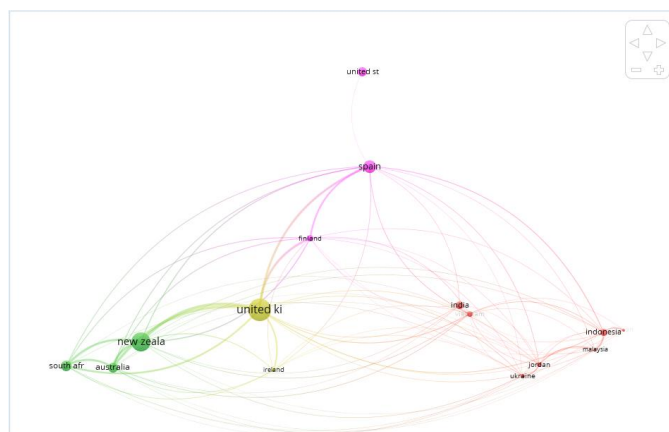 united st
spain
finland
united ki
india
new zeala
indonesia"
malaysia
south afr
australia
ireland
jordan
ukraine